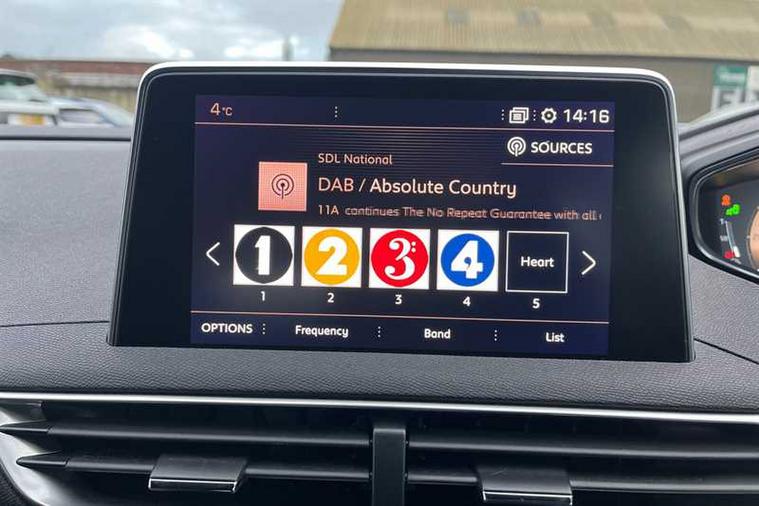 4°C
14:16
SOURCES
SDL National
DAB / Absolute Country
11A continues The No Repeat Guarantee with all
1 2 3: 4 Heart
1 2 3 4 5
OPTIONS Frequency Band List